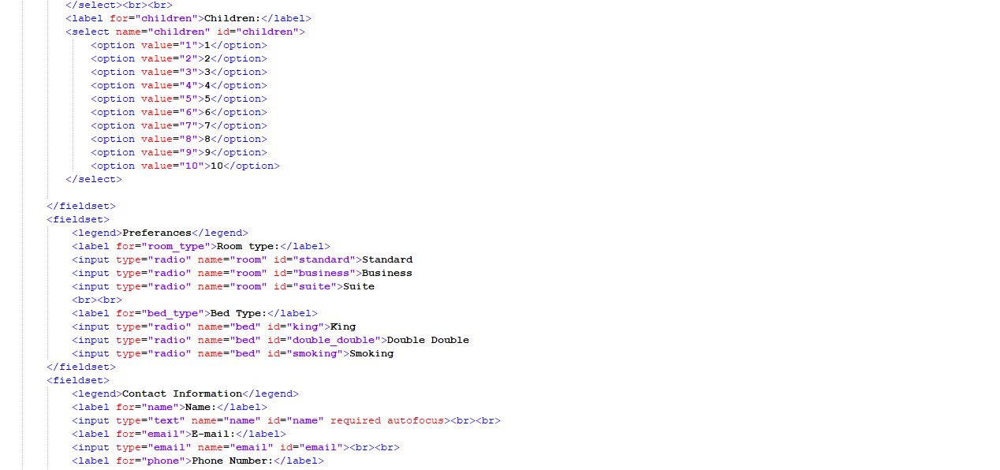 </select><br><br>
<label for="children">Children:</label>
<select name="children" id="children">
<option value="1">1</option>
<option value="2">2</option>
<option value="3">3</option>
<option value="4">4</option>
<option value="5">5</option>
<option value="6">6</option>
<option value="7">7</option>
<option value="8">8</option>
<option value="9">9</option>
<option value="10">10</option>
</select>
</fieldset>
<fieldset>
<legend>Preferances</legend>
<label for="room_type">Room type:</label>
<input type="radio" name="room" id="standard">Standard
<input type="radio" name="room" id="business">Business
<input type="radio" name="room" id="suite">Suite
<br><br>
<label for="bed_type">Bed Type:</label>
<input type="radio" name="bed" id="king">King
<input type="radio" name="bed" id="double_double">Double Double
<input type="radio" name="bed" id="smoking">Smoking
</fieldset>
<fieldset>
<legend>Contact Information</legend>
<label for="name">Name:</label>
<input type="text" name="name" id="name" required autofocus><br><br>
<label for="email">E-mail:</label>
<input type="email" name="email" id="email"><br><br>
<label for="phone">Phone Number:</label>